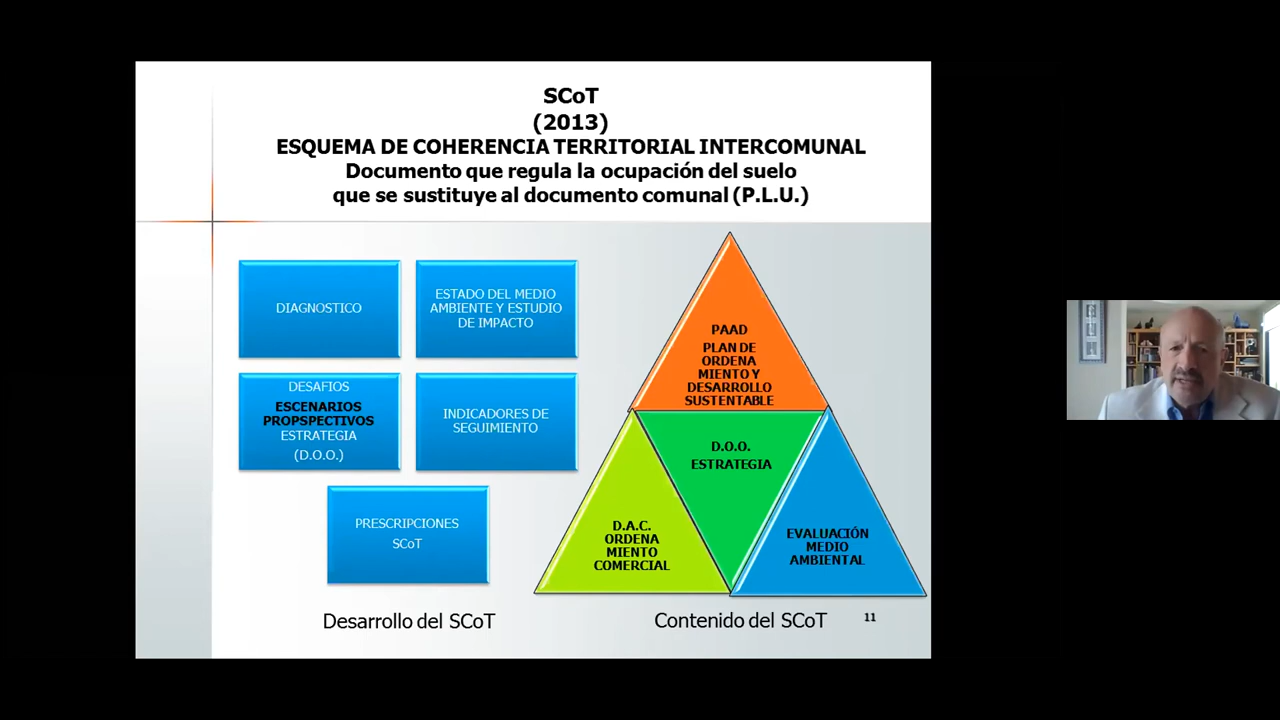 SCoT
(2013)
ESQUEMA DE COHERENCIA TERRITORIAL INTERCOMUNAL
Documento que regula la ocupación del suelo
que se sustituye al documento comunal (P.L.U.)
DIAGNOSTICO
ESTADO DEL MEDIO
AMBIENTE Y ESTUDIO
DE IMPACTO
DESAFIOS
ESCENARIOS
PROPSPECTIVOS
ESTRATEGIA
(D.O.O.)
INDICADORES DE
SEGUIMIENTO
PRESCRIPCIONES
SCoT
Desarrollo del SCoT
PAAD
PLAN DE
ORDENA
MIENTO Y
DESARROLLO
SUSTENTABLE
D.O.O.
ESTRATEGIA
D.A.C.
ORDENA
MIENTO
COMERCIAL
EVALUACIÓN
MEDIO
AMBIENTAL
Contenido del SCoT
11